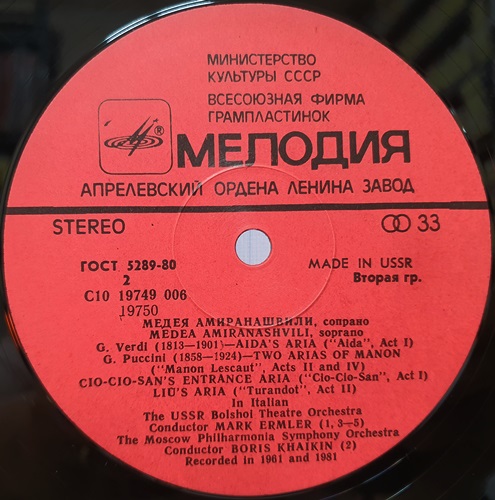 МИНИСТЕРСТВО
КУЛЬТУРЫ СССР
ВСЕСОЮЗНАЯ ФИРМА
ГРАМПЛАСТИНОК
® МЕЛОДИЯ
АПРЕЛЕВСКИЙ ОРДЕНА ЛЕНИНА ЗАВОД
STEREO 33
ГОСТ 5289-80 MADE IN USSR
2 Вторая гр.
С10 19749 006
19750
МЕДЕЯ АМИРАНАШВИЛИ, сопрано
MEDEA AMIRANASHVILI, soprano
G. Verdi (1813—1901)—AIDA'S ARIA ("Aida", Act I)
G. Puccini (1858—1924)—TWO ARIAS OF MANON
("Manon Lescaut", Acts II and IV)
CIO-CIO-SAN'S ENTRANCE ARIA ("Cio-Cio-San", Act I)
LIÙ'S ARIA ("Turandot", Act II)
In Italian
The USSR Bolshoi Theatre Orchestra
Conductor MARK ERMLER (1, 3—5)
The Moscow Philharmonia Symphony Orchestra
Conductor BORIS KHAIKIN (2)
Recorded in 1961 and 1981